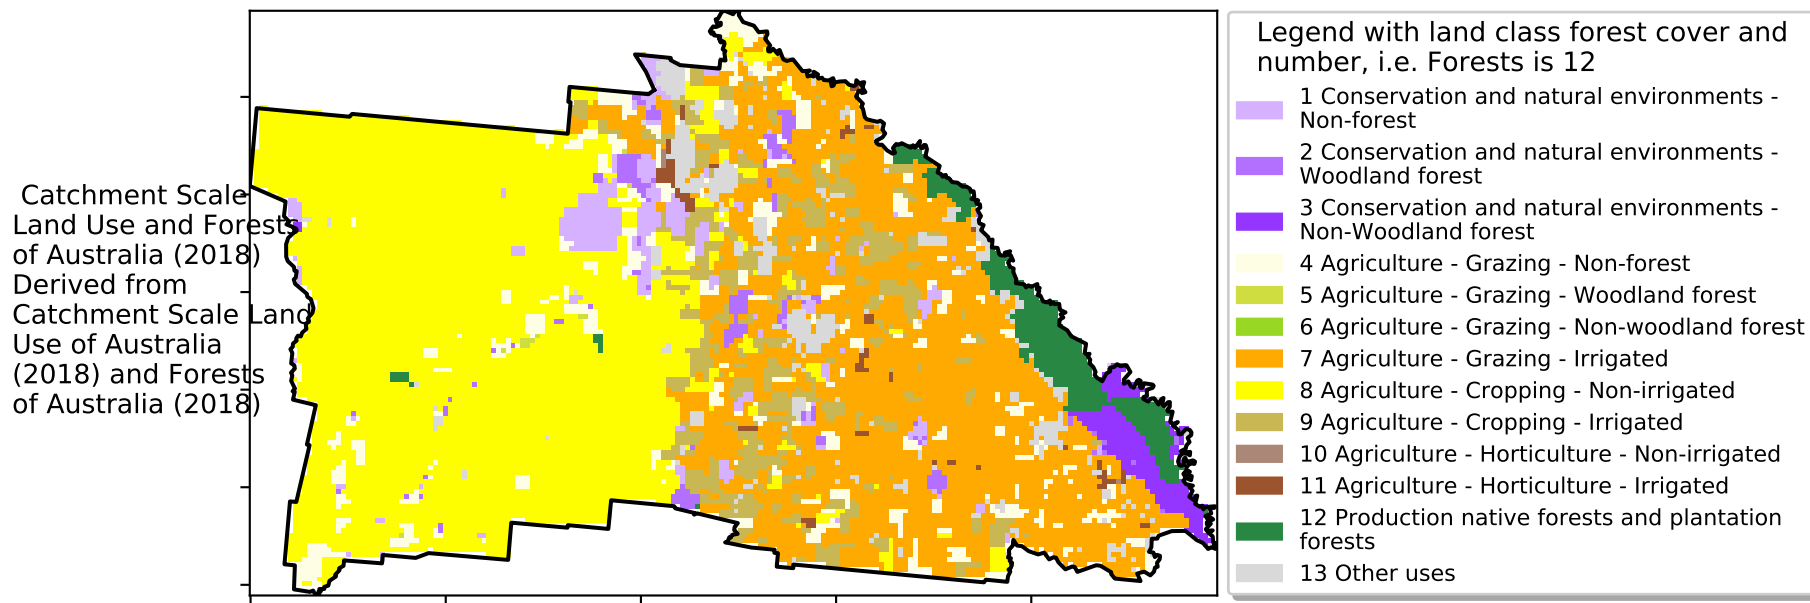 Catchment Scale
Land Use and Forests
of Australia (2018)
Derived from
Catchment Scale Land
Use of Australia
(2018) and Forests
of Australia (2018)
Legend with land class forest cover and
number, i.e. Forests is 12
1 Conservation and natural environments -
Non-forest
2 Conservation and natural environments -
Woodland forest
3 Conservation and natural environments -
Non-Woodland forest
4 Agriculture - Grazing - Non-forest
5 Agriculture - Grazing - Woodland forest
6 Agriculture - Grazing - Non-woodland forest
7 Agriculture - Grazing - Irrigated
8 Agriculture - Cropping - Non-irrigated
9 Agriculture - Cropping - Irrigated
10 Agriculture - Horticulture - Non-irrigated
11 Agriculture - Horticulture - Irrigated
12 Production native forests and plantation
forests
13 Other uses